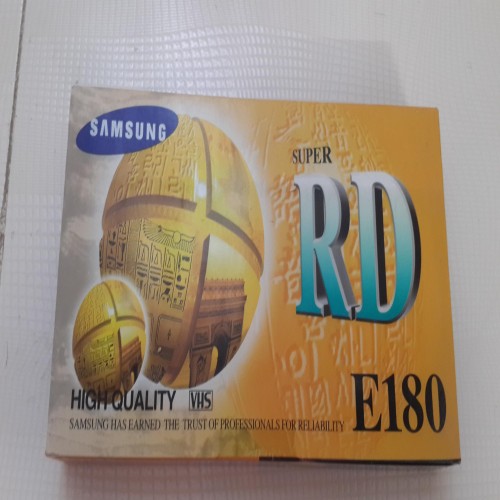 SAMSUNG
SUPER
RD
HIGH QUALITY VHS
SAMSUNG HAS EARNED THE TRUST OF PROFESSIONALS FOR RELIABILITY
E180